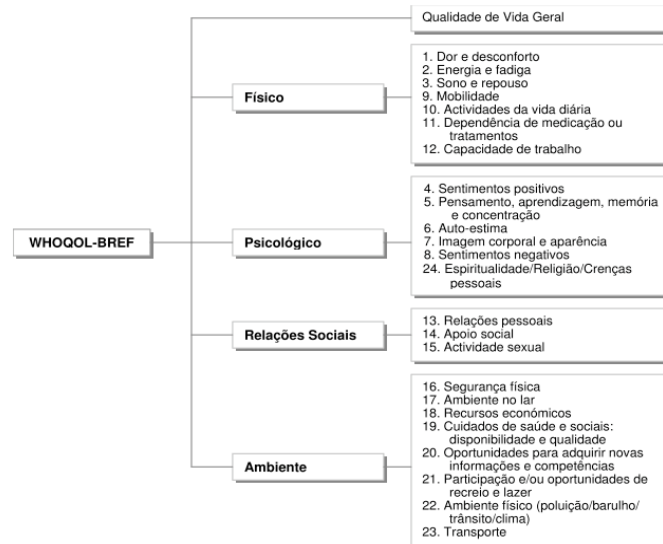 Qualidade de Vida Geral
Físico
1. Dor e desconforto
2. Energia e fadiga
3. Sono e repouso
9. Mobilidade
10. Actividades da vida diária
11. Dependência de medicação ou
tratamentos
12. Capacidade de trabalho
WHOQOL-BREF
Psicológico
4. Sentimentos positivos
5. Pensamento, aprendizagem, memória
e concentração
6. Auto-estima
7. Imagem corporal e aparência
8. Sentimentos negativos
24. Espiritualidade/Religião/Crenças
pessoais
Relações Sociais
13. Relações pessoais
14. Apoio social
15. Actividade sexual
Ambiente
16. Segurança física
17. Ambiente no lar
18. Recursos económicos
19. Cuidados de saúde e sociais:
disponibilidade e qualidade
20. Oportunidades para adquirir novas
informações e competências
21. Participação e/ou oportunidades de
recreio e lazer
22. Ambiente físico (poluição/barulho/
trânsito/clima)
23. Transporte